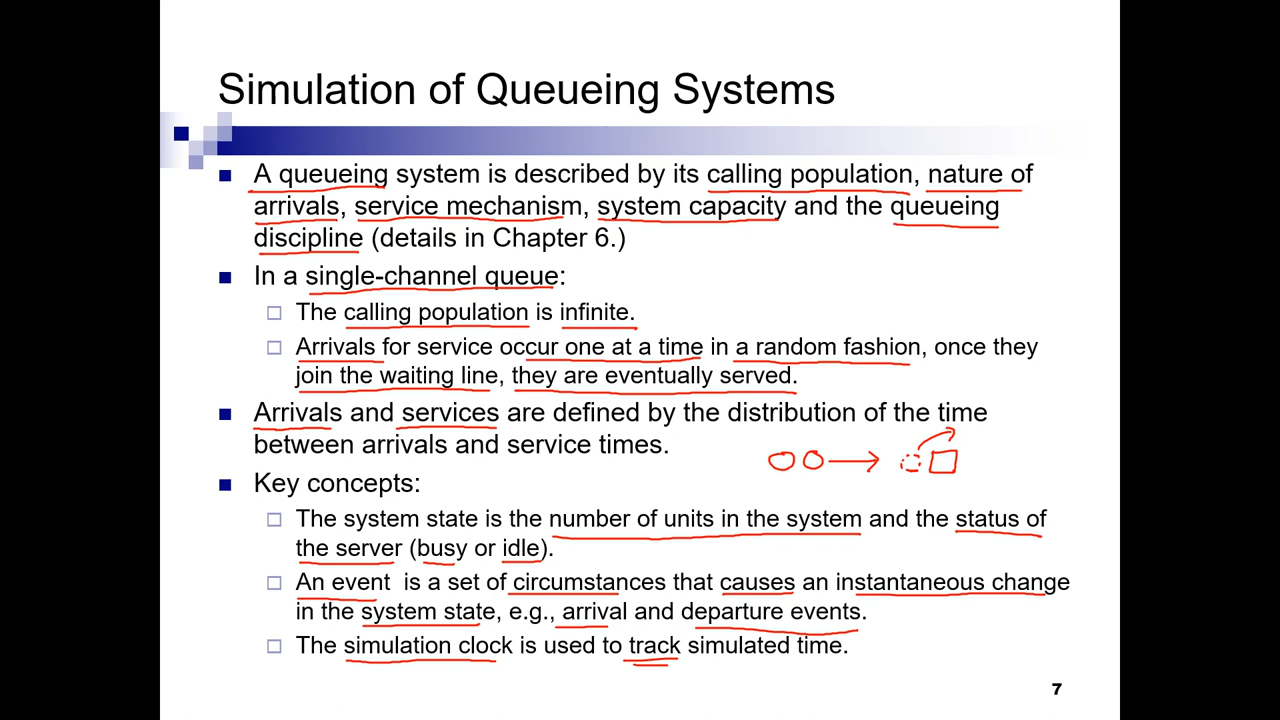 Simulation of Queueing Systems
A queueing system is described by its calling population, nature of
arrivals, service mechanism, system capacity and the queueing
discipline (details in Chapter 6.)
In a single-channel queue:
The calling population is infinite.
Arrivals for service occur one at a time in a random fashion, once they
join the waiting line, they are eventually served.
Arrivals and services are defined by the distribution of the time
between arrivals and service times.
Key concepts:
The system state is the number of units in the system and the status of
the server (busy or idle).
An event is a set of circumstances that causes an instantaneous change
in the system state, e.g., arrival and departure events.
The simulation clock is used to track simulated time.
7